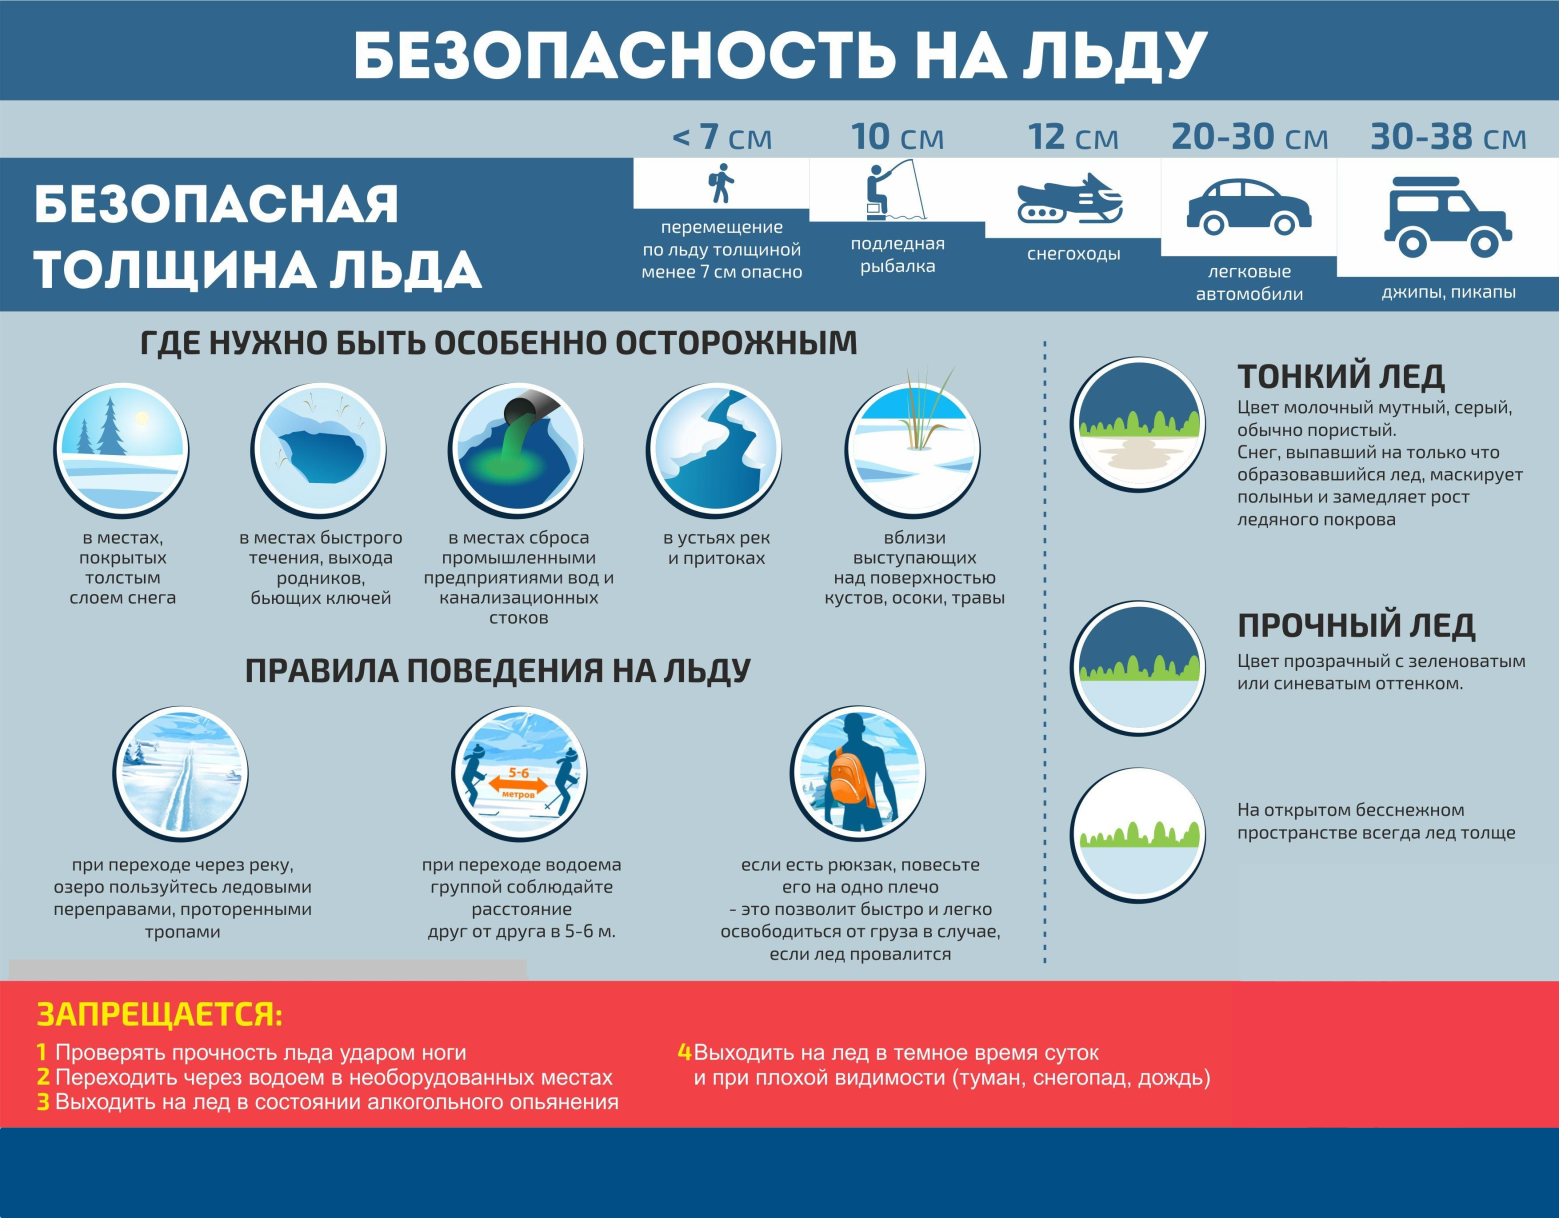 БЕЗОПАСНОСТЬ НА ЛЬДУ
БЕЗОПАСНАЯ
ТОЛЩИНА ЛЬДА
< 7 см
перемещение
по льду толщиной
менее 7 см опасно
10 см
подледная
рыбалка
12 см
снегоходы
20-30 см
легковые
автомобили
30-38 см
джипы, пикапы
ГДЕ НУЖНО БЫТЬ ОСОБЕННО ОСТОРОЖНЫМ
в местах,
покрытых
толстым
слоем снега
в местах быстрого
течения, выхода
родников,
бьющих ключей
в местах сброса
промышленными
предприятиями вод и
канализационных
стоков
в устьях рек
и притоках
вблизи
выступающих
над поверхностью
кустов, осоки, травы
ПРАВИЛА ПОВЕДЕНИЯ НА ЛЬДУ
при переходе через реку,
озеро пользуйтесь ледовыми
переправами, проторенными
тропами
5-6
метров
при переходе водоема
группой соблюдайте
расстояние
друг от друга в 5-6 м.
если есть рюкзак, повесьте
его на одно плечо
- это позволит быстро и легко
освободиться от груза в случае,
если лед провалится
ТОНКИЙ ЛЕД
Цвет молочный мутный, серый,
обычно пористый.
Снег, выпавший на только что
образовавшийся лед, маскирует
полыньи и замедляет рост
ледяного покрова
ПРОЧНЫЙ ЛЕД
Цвет прозрачный с зеленоватым
или синеватым оттенком.
На открытом бесснежном
пространстве всегда лед толще
ЗАПРЕЩАЕТСЯ:
1 Проверять прочность льда ударом ноги
2 Переходить через водоем в необорудованных местах
3 Выходить на лед в состоянии алкогольного опьянения
4 Выходить на лед в темное время суток
и при плохой видимости (туман, снегопад, дождь)